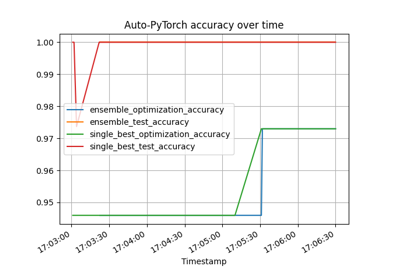 Auto-PyTorch accuracy over time
1.00
0.99
0.98
0.97
0.96
0.95
ensemble_optimization_accuracy
ensemble_test_accuracy
single_best_optimization_accuracy
single_best_test_accuracy
17:03:00
17:03:30
17:04:00
17:04:30
17:05:00
17:05:30
17:06:00
17:06:30
Timestamp